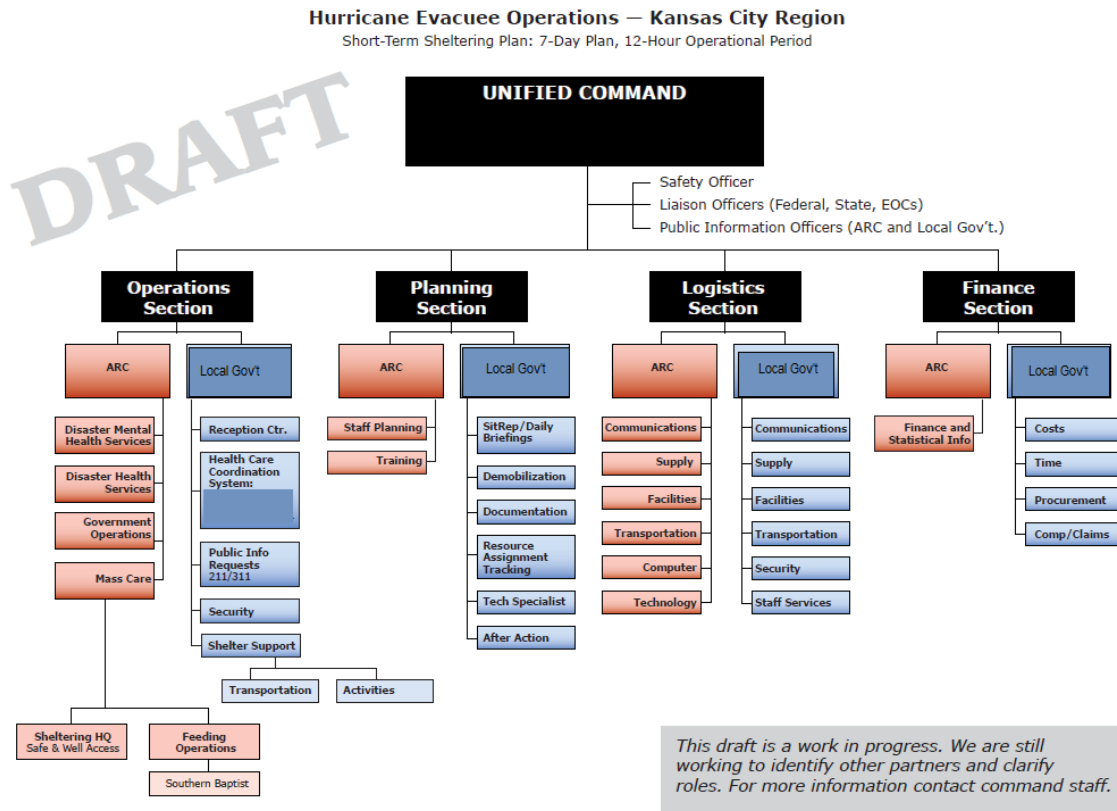 Hurricane Evacuee Operations — Kansas City Region
Short-Term Sheltering Plan: 7-Day Plan, 12-Hour Operational Period
DRAFT
UNIFIED COMMAND
Safety Officer
Liaison Officers (Federal, State, EOCs)
Public Information Officers (ARC and Local Gov't.)
Operations
Section
ARC
Local Gov't
Disaster Mental
Health Services
Disaster Health
Services
Government
Operations
Mass Care
Reception Ctr.
Health Care
Coordination
System:
Public Info
Requests
211/311
Security
Shelter Support
Transportation
Activities
Sheltering HQ
Safe & Well Access
Feeding
Operations
Southern Baptist
Planning
Section
ARC
Local Gov't
Staff Planning
Training
SitRep/Daily
Briefings
Demobilization
Documentation
Resource
Assignment
Tracking
Tech Specialist
After Action
Logistics
Section
ARC
Local Gov't
Communications
Supply
Facilities
Transportation
Computer
Technology
Communications
Supply
Facilities
Transportation
Security
Staff Services
Finance
Section
ARC
Local Gov't
Finance and
Statistical Info
Costs
Time
Procurement
Comp/Claims
This draft is a work in progress. We are still
working to identify other partners and clarify
roles. For more information contact command staff.